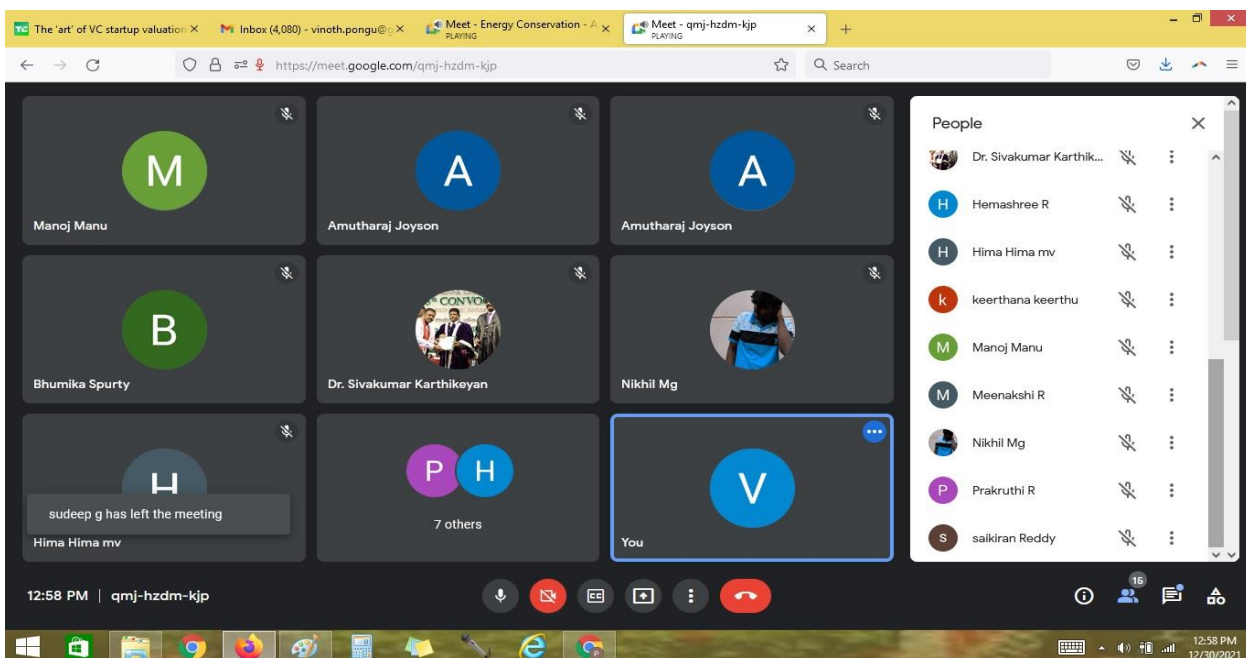 The 'art' of VC startup valuation
Inbox (4,080) - vinoth.pongu@
Meet - Energy Conservation - A
PLAYING
Meet - qmj-hzdm-kjp
PLAYING
https://meet.google.com/qmj-hzdm-kjp
Search
M
Manoj Manu
A
Amutharaj Joyson
A
Amutharaj Joyson
B
Bhumika Spurty
CONVO
Dr. Sivakumar Karthikeyan
Nikhil Mg
H
sudeep g has left the meeting
Hima Hima mv
P H
7 others
V
You
People
Dr. Sivakumar Karthik...
H Hemashree R
H Hima Hima mv
k keerthana keerthu
M Manoj Manu
M Meenakshi R
Nikhil Mg
P Prakruthi R
s saikiran Reddy
12:58 PM | qmj-hzdm-kjp
CC
15
12:58 PM
12/30/2021